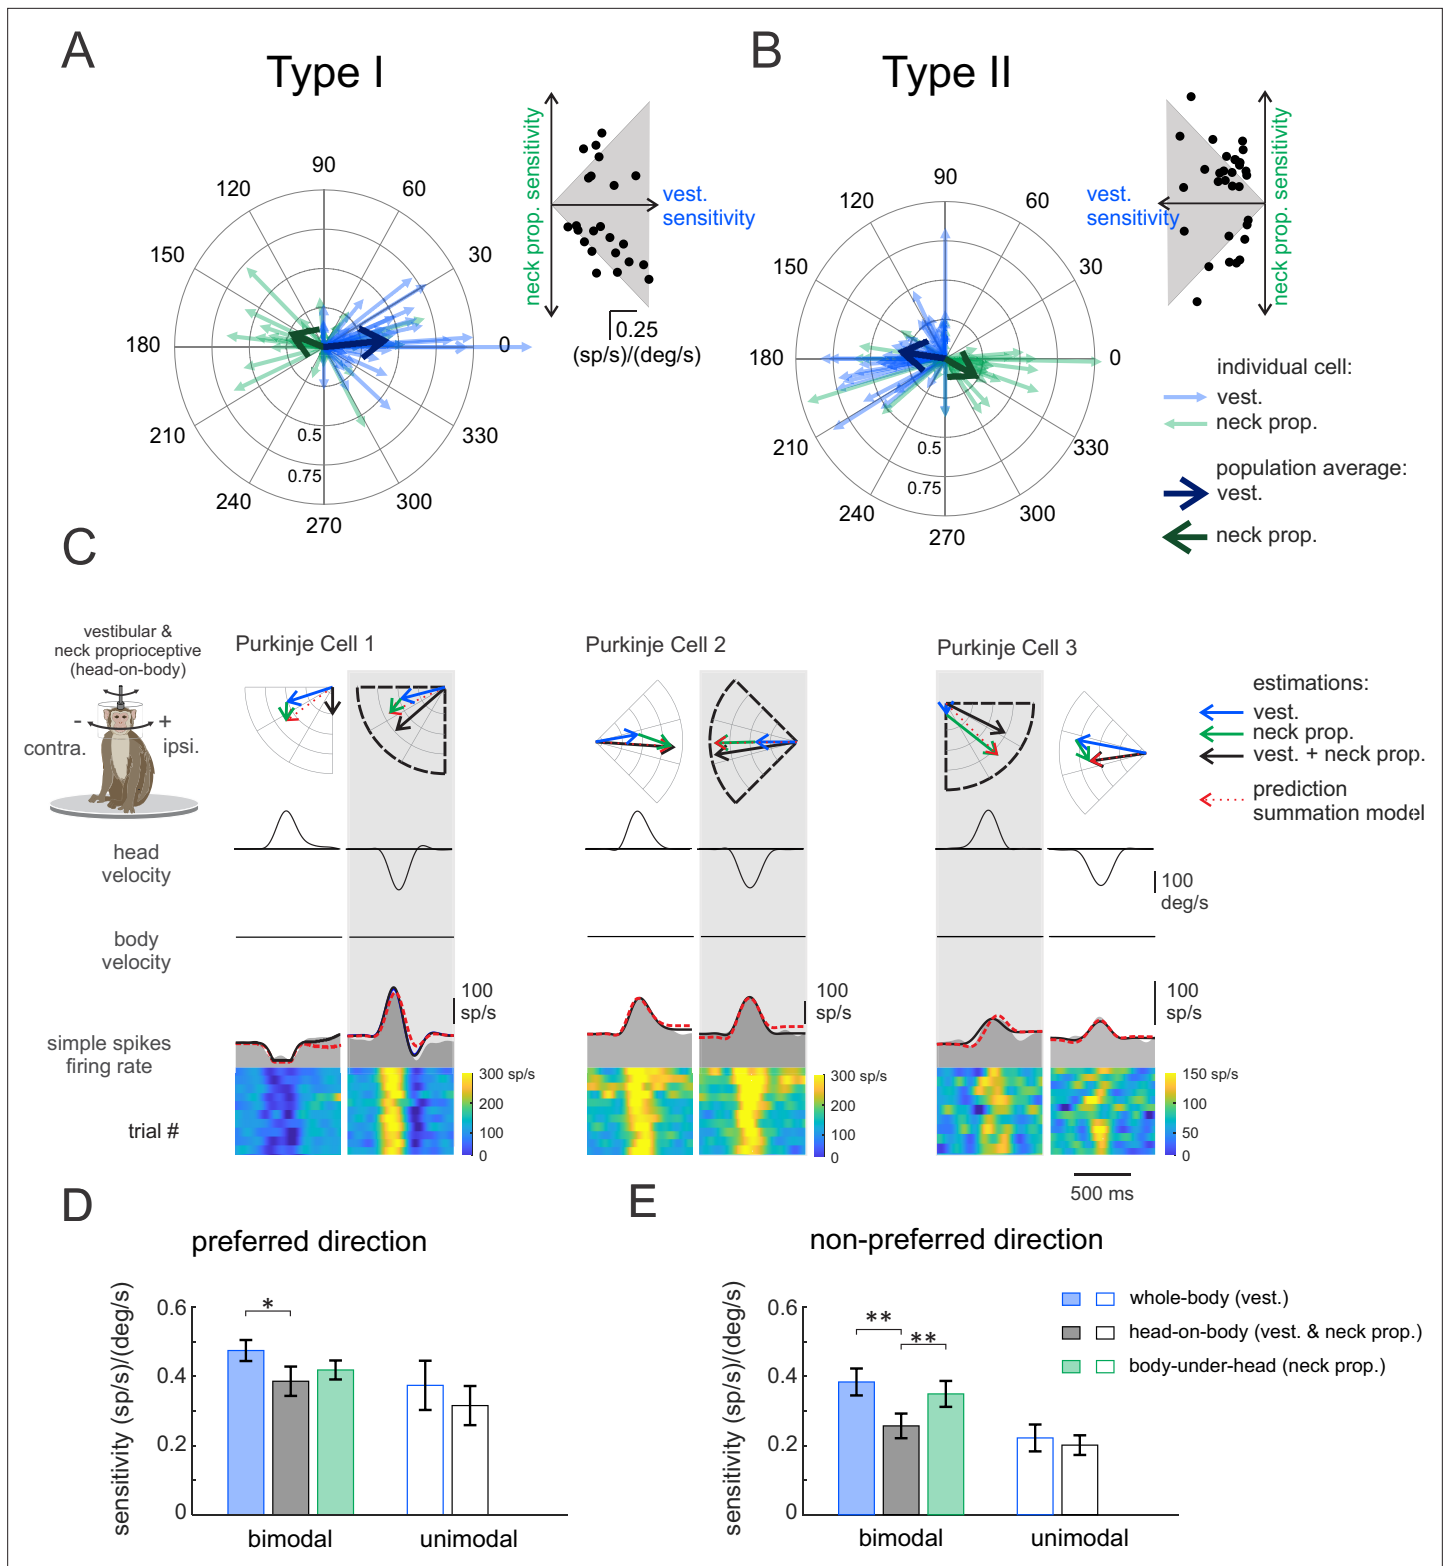 A
Type I
90
60
30
0
330
300
270
240
210
180
150
120
0.5
0.75
neck prop. sensitivity
vest.
sensitivity
0.25
(sp/s)/(deg/s)
B
Type II
90
60
30
0
330
300
270
240
210
180
150
120
0.5
0.75
vest.
sensitivity
neck prop. sensitivity
individual cell:
vest.
neck prop.
population average:
vest.
neck prop.
C
vestibular &
neck proprioceptive
(head-on-body)
- +
contra. ipsi.
Purkinje Cell 1
Purkinje Cell 2
Purkinje Cell 3
estimations:
vest.
neck prop.
vest. + neck prop.
prediction
summation model
head
velocity
100
deg/s
body
velocity
simple spikes
firing rate
100
sp/s
100
sp/s
100
sp/s
trial #
300 sp/s
200
100
0
300 sp/s
200
100
0
150 sp/s
100
50
0
500 ms
D
preferred direction
sensitivity (sp/s)/(deg/s)
0.6
0.4
0.2
0
*
bimodal
unimodal
E
non-preferred direction
sensitivity (sp/s)/(deg/s)
0.6
0.4
0.2
0
**
**
bimodal
unimodal
whole-body (vest.)
head-on-body (vest. & neck prop.)
body-under-head (neck prop.)